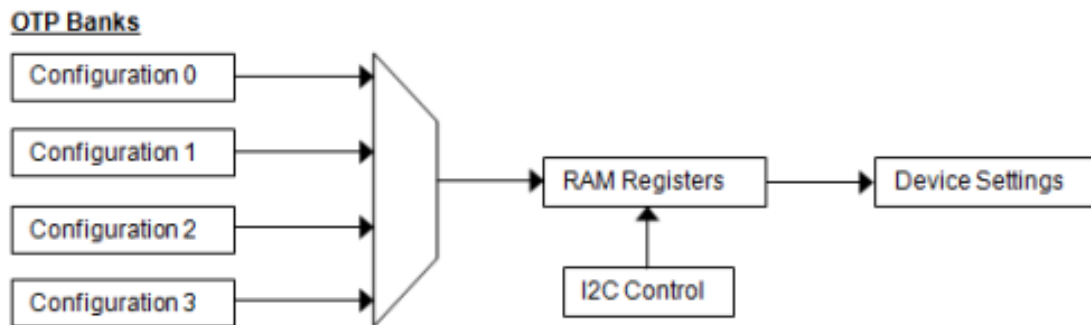 OTP Banks
Configuration 0
Configuration 1
Configuration 2
Configuration 3
RAM Registers
Device Settings
I2C Control